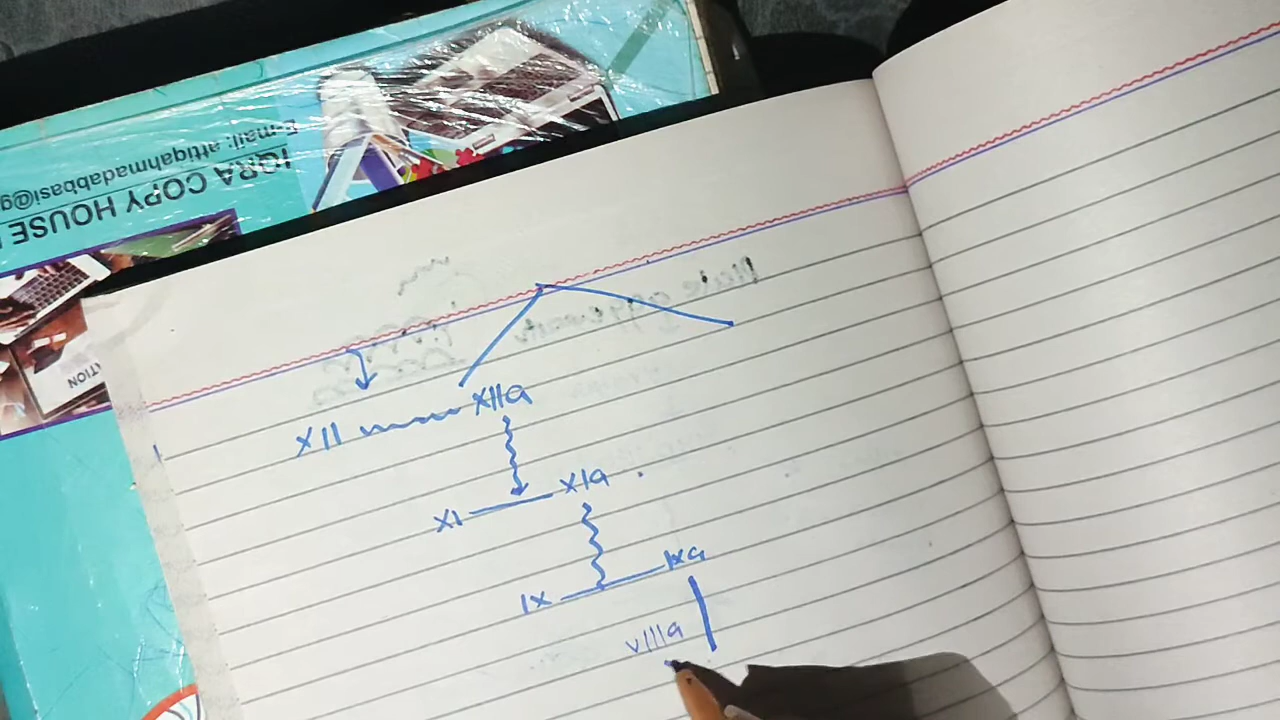 IQRA COPY HOUSE
E-mail: attiqahmadabbasi@g
XII XIIa
XI XIa
IX IXa
VIIIa